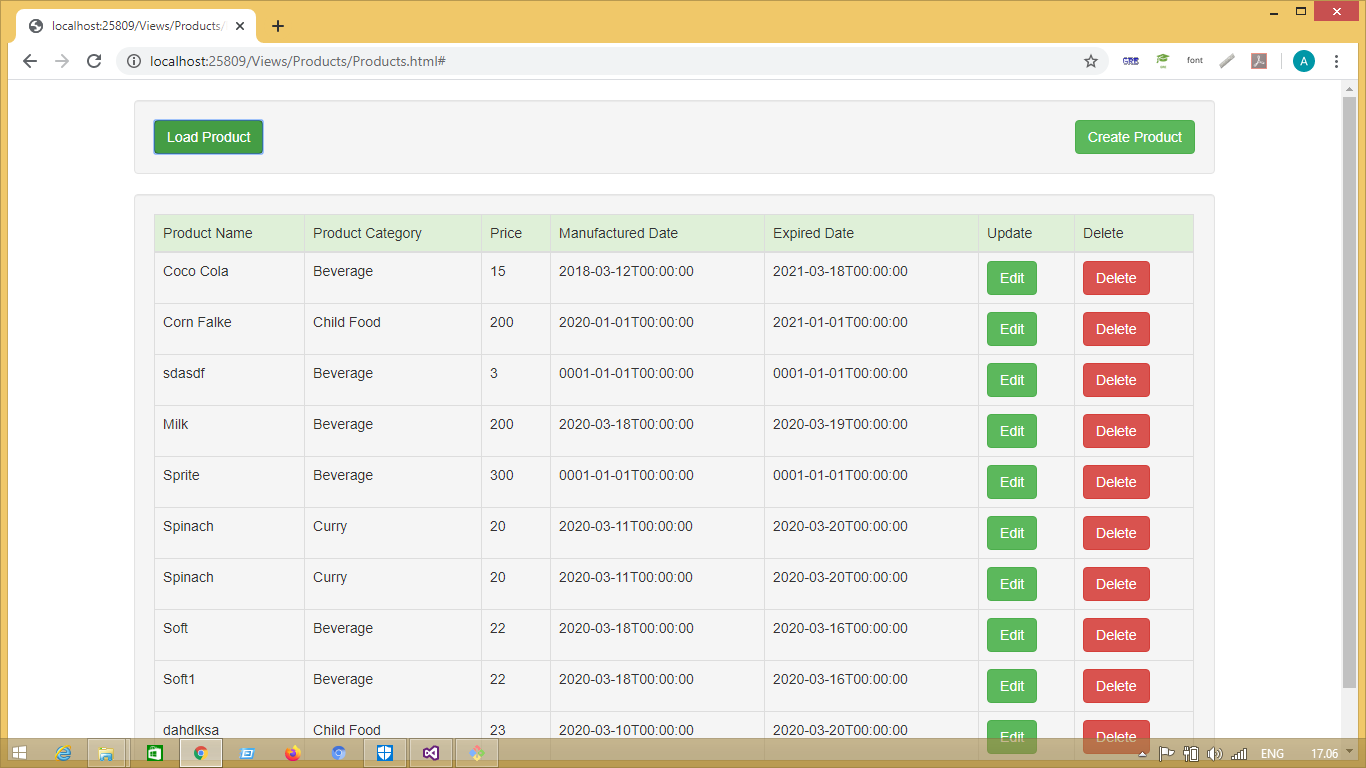 localhost:25809/Views/Products/
localhost:25809/Views/Products/Products.html#
GRB
font
A
Load Product
Create Product
Product Name Product Category Price Manufactured Date Expired Date Update Delete
Coco Cola Beverage 15 2018-03-12T00:00:00 2021-03-18T00:00:00 Edit Delete
Corn Falke Child Food 200 2020-01-01T00:00:00 2021-01-01T00:00:00 Edit Delete
sdasdf Beverage 3 0001-01-01T00:00:00 0001-01-01T00:00:00 Edit Delete
Milk Beverage 200 2020-03-18T00:00:00 2020-03-19T00:00:00 Edit Delete
Sprite Beverage 300 0001-01-01T00:00:00 0001-01-01T00:00:00 Edit Delete
Spinach Curry 20 2020-03-11T00:00:00 2020-03-20T00:00:00 Edit Delete
Spinach Curry 20 2020-03-11T00:00:00 2020-03-20T00:00:00 Edit Delete
Soft Beverage 22 2020-03-18T00:00:00 2020-03-16T00:00:00 Edit Delete
Soft1 Beverage 22 2020-03-18T00:00:00 2020-03-16T00:00:00 Edit Delete
dahdlksa Child Food 23 2020-03-10T00:00:00 2020-03-20T00:00:00 Edit Delete
ENG 17.06